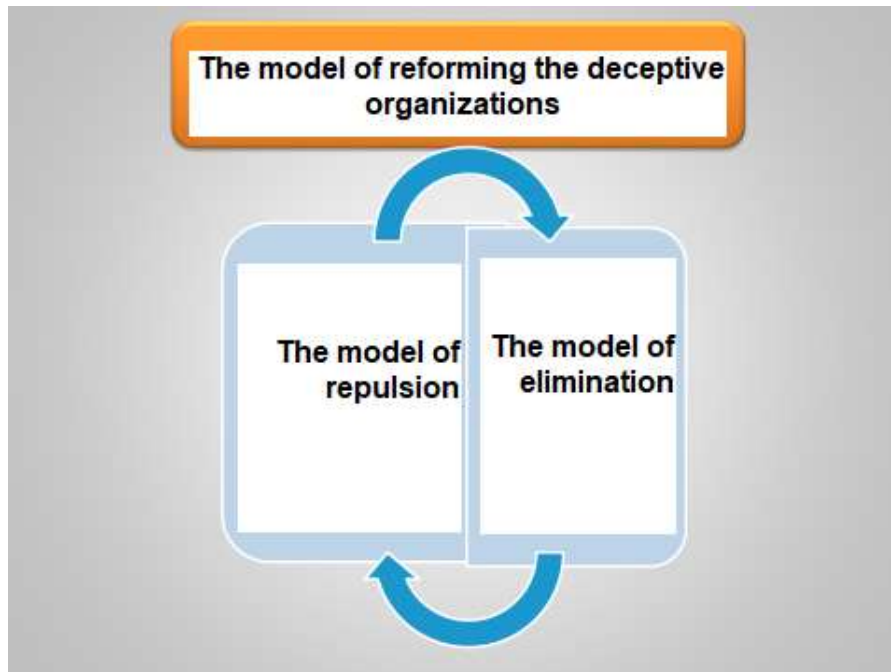 The model of reforming the deceptive
organizations
The model of
repulsion
The model of
elimination